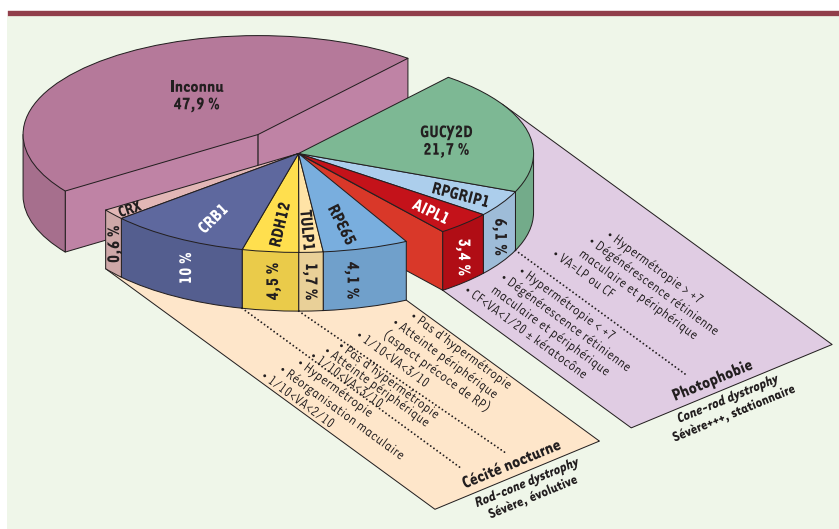 Inconnu
47,9 %
GUCY2D
21,7 %
RPGRIP1
6,1 %
AIPL1
3,4 %
RPE65
4,1 %
TULP1
1,7 %
RDH12
4,5 %
CRB1
10 %
CRX
0,6 %
• Hypermétropie > +7
• Dégénérescence rétinienne
maculaire et périphérique
• VA=LP ou CF
• Hypermétropie < +7
• Dégénérescence rétinienne
maculaire et périphérique
• CF<VA<1/20 ± kératocône
Photophobie
Cone-rod dystrophy
Sévère+++, stationnaire
• Pas d'hypermétropie
• Atteinte périphérique
(aspect précoce de RP)
• 1/10<VA<3/10
• Pas d'hypermétropie
• Atteinte périphérique
• 1/10<VA<3/10
• Hypermétropie
• Réorganisation maculaire
• 1/10<VA<2/10
Cécité nocturne
Rod-cone dystrophy
Sévère, évolutive